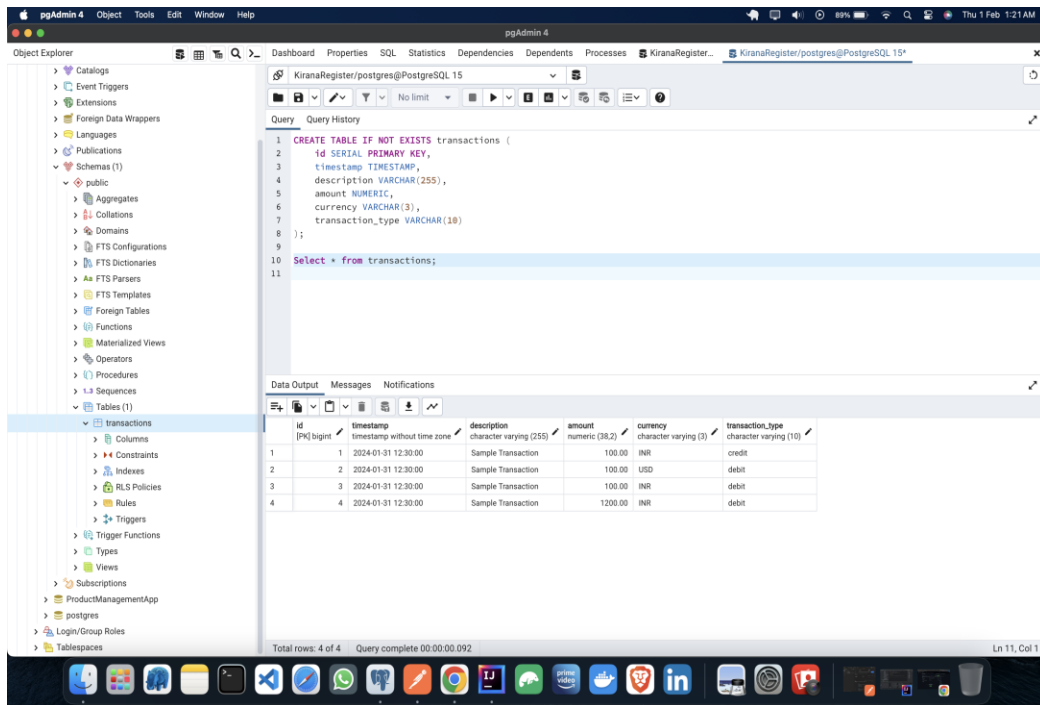 pgAdmin 4 Object Tools Edit Window Help 89% Thu 1 Feb 1:21 AM
pgAdmin 4
Object Explorer
Dashboard Properties SQL Statistics Dependencies Dependents Processes KiranaRegister... KiranaRegister/postgres@PostgreSQL 15*
Catalogs
Event Triggers
Extensions
Foreign Data Wrappers
Languages
Publications
Schemas (1)
public
Aggregates
Collations
Domains
FTS Configurations
FTS Dictionaries
FTS Parsers
FTS Templates
Foreign Tables
Functions
Materialized Views
Operators
Procedures
1..3 Sequences
Tables (1)
transactions
Columns
Constraints
Indexes
RLS Policies
Rules
Triggers
Trigger Functions
Types
Views
Subscriptions
ProductManagementApp
postgres
Login/Group Roles
Tablespaces
KiranaRegister/postgres@PostgreSQL 15
No limit
Query Query History
1 CREATE TABLE IF NOT EXISTS transactions (
2 id SERIAL PRIMARY KEY,
3 timestamp TIMESTAMP,
4 description VARCHAR(255),
5 amount NUMERIC,
6 currency VARCHAR(3),
7 transaction_type VARCHAR(10)
8 );
9
10 Select * from transactions;
11
Data Output Messages Notifications
id timestamp description amount currency transaction_type
[PK] bigint timestamp without time zone character varying (255) numeric (38,2) character varying (3) character varying (10)
1 1 2024-01-31 12:30:00 Sample Transaction 100.00 INR credit
2 2 2024-01-31 12:30:00 Sample Transaction 100.00 USD debit
3 3 2024-01-31 12:30:00 Sample Transaction 100.00 INR debit
4 4 2024-01-31 12:30:00 Sample Transaction 1200.00 INR debit
Total rows: 4 of 4 Query complete 00:00:00.092 Ln 11, Col 1
prime video
in